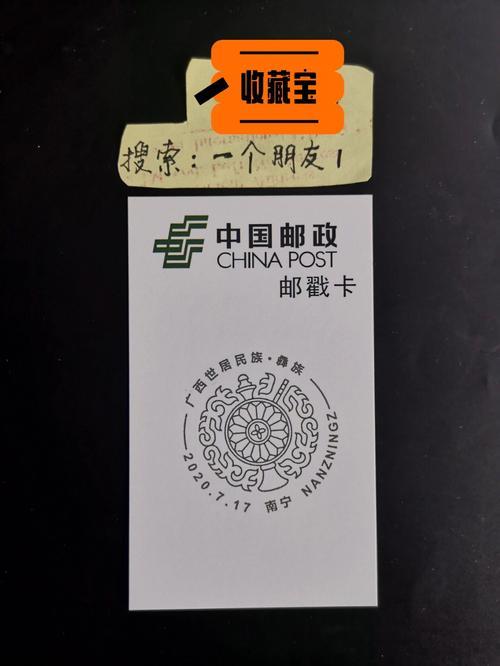 收藏宝
搜索:一个朋友1
中国邮政
CHINA POST
邮戳卡
广西世居民族·彝族
2020.7.17 南宁 NANZNINGZ